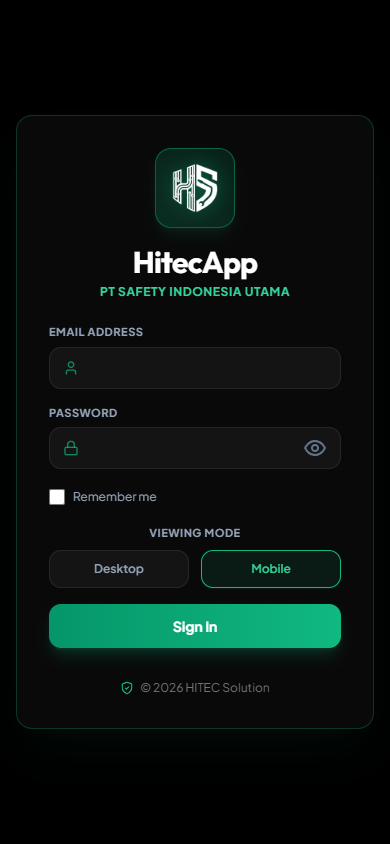 HS
HitecApp
PT SAFETY INDONESIA UTAMA
EMAIL ADDRESS
PASSWORD
Remember me
VIEWING MODE
Desktop Mobile
Sign In
© 2026 HITEC Solution